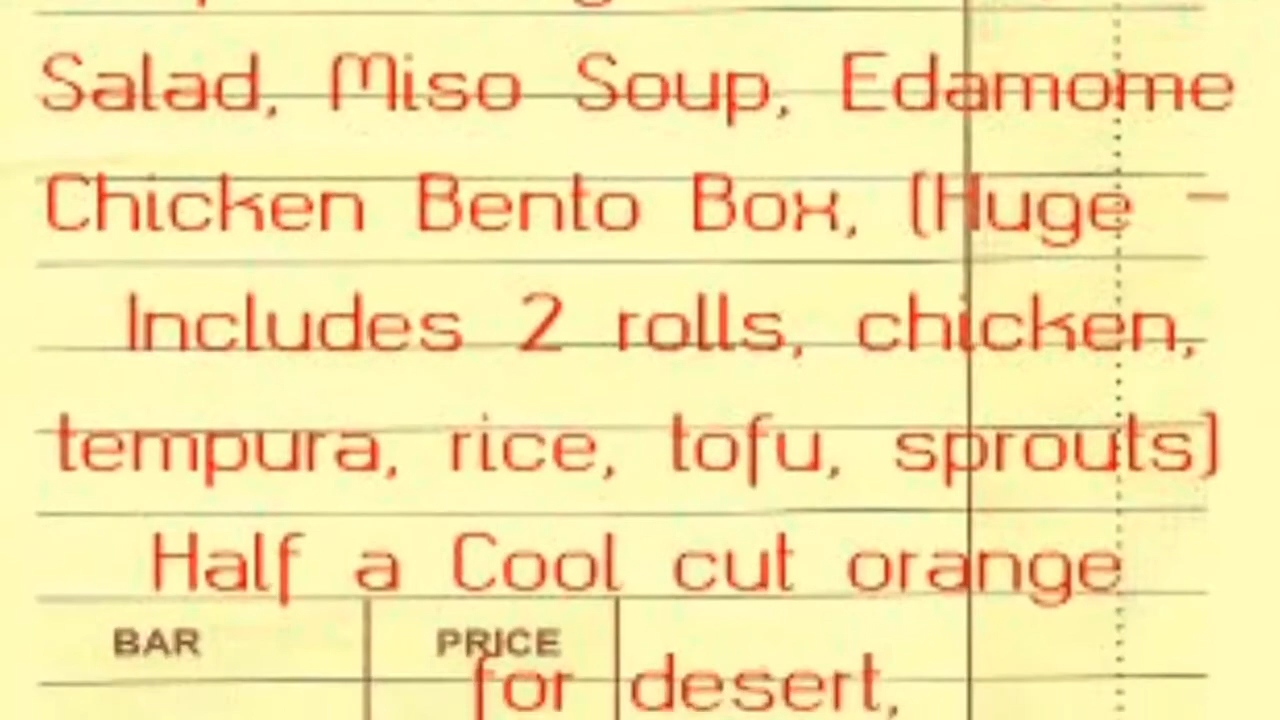 Salad, Miso Soup, Edamome
Chicken Bento Box, (Huge -
Includes 2 rolls, chicken,
tempura, rice, tofu, sprouts)
Half a Cool cut orange
BAR PRICE
for desert,